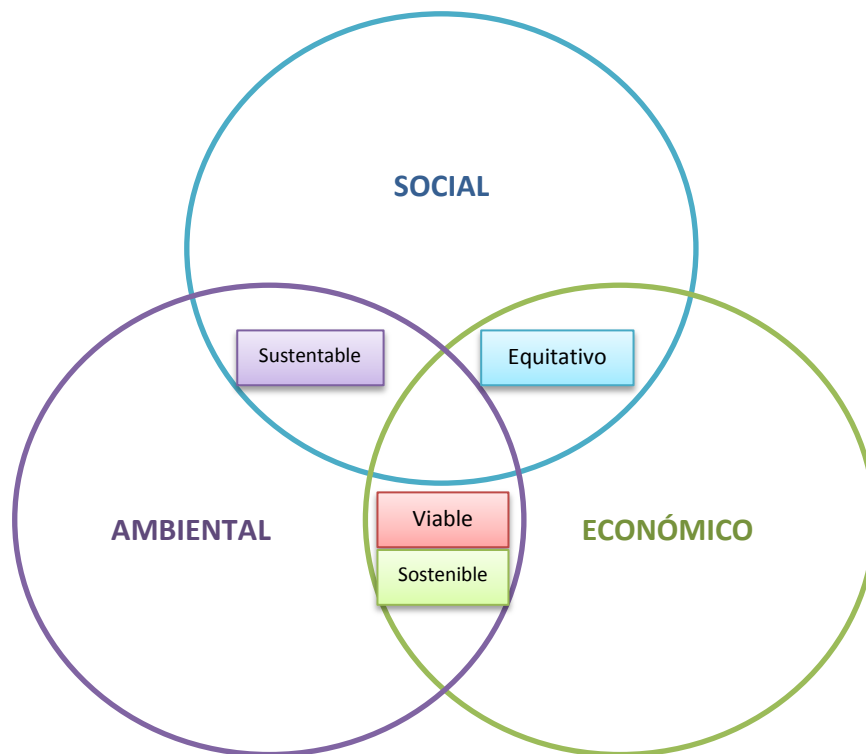 SOCIAL
Sustentable
Equitativo
Viable
AMBIENTAL
ECONÓMICO
Sostenible